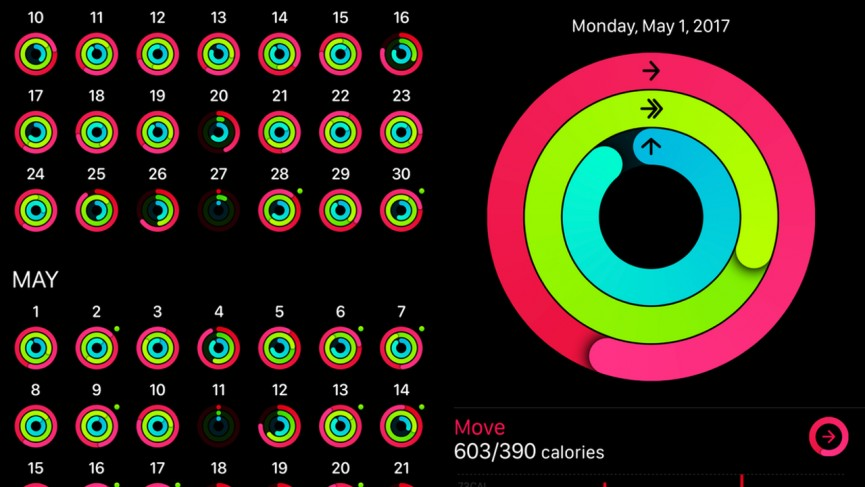 10 11 12 13 14 15 16
17 18 19 20 21 22 23
24 25 26 27 28 29 30
MAY
1 2 3 4 5 6 7
8 9 10 11 12 13 14
15 16 17 18 19 20 21
Monday, May 1, 2017
Move
603/390 calories